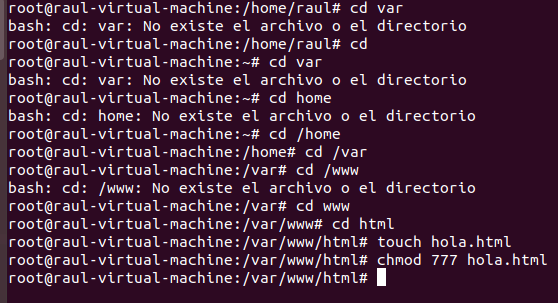 root@raul-virtual-machine:/home/raul# cd var
bash: cd: var: No existe el archivo o el directorio
root@raul-virtual-machine:/home/raul# cd
root@raul-virtual-machine:~# cd var
bash: cd: var: No existe el archivo o el directorio
root@raul-virtual-machine:~# cd home
bash: cd: home: No existe el archivo o el directorio
root@raul-virtual-machine:~# cd /home
root@raul-virtual-machine:/home# cd /var
root@raul-virtual-machine:/var# cd /www
bash: cd: /www: No existe el archivo o el directorio
root@raul-virtual-machine:/var# cd www
root@raul-virtual-machine:/var/www# cd html
root@raul-virtual-machine:/var/www/html# touch hola.html
root@raul-virtual-machine:/var/www/html# chmod 777 hola.html
root@raul-virtual-machine:/var/www/html#